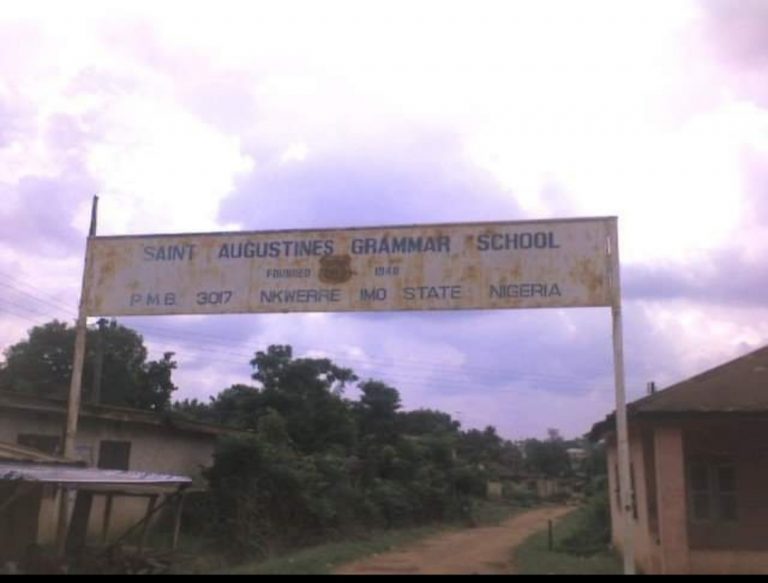 SAINT AUGUSTINES GRAMMAR SCHOOL
FOUNDED 1948
P.M.B. 3017 NKWERRE IMO STATE NIGERIA